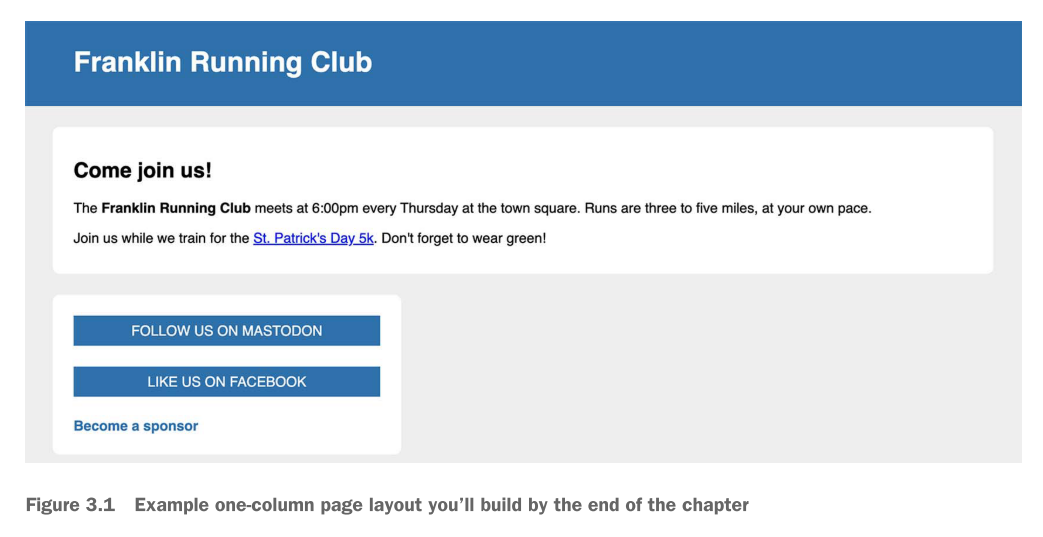 Franklin Running Club
Come join us!
The Franklin Running Club meets at 6:00pm every Thursday at the town square. Runs are three to five miles, at your own pace.
Join us while we train for the St. Patrick's Day 5k. Don't forget to wear green!
FOLLOW US ON MASTODON
LIKE US ON FACEBOOK
Become a sponsor
Figure 3.1 Example one-column page layout you’ll build by the end of the chapter